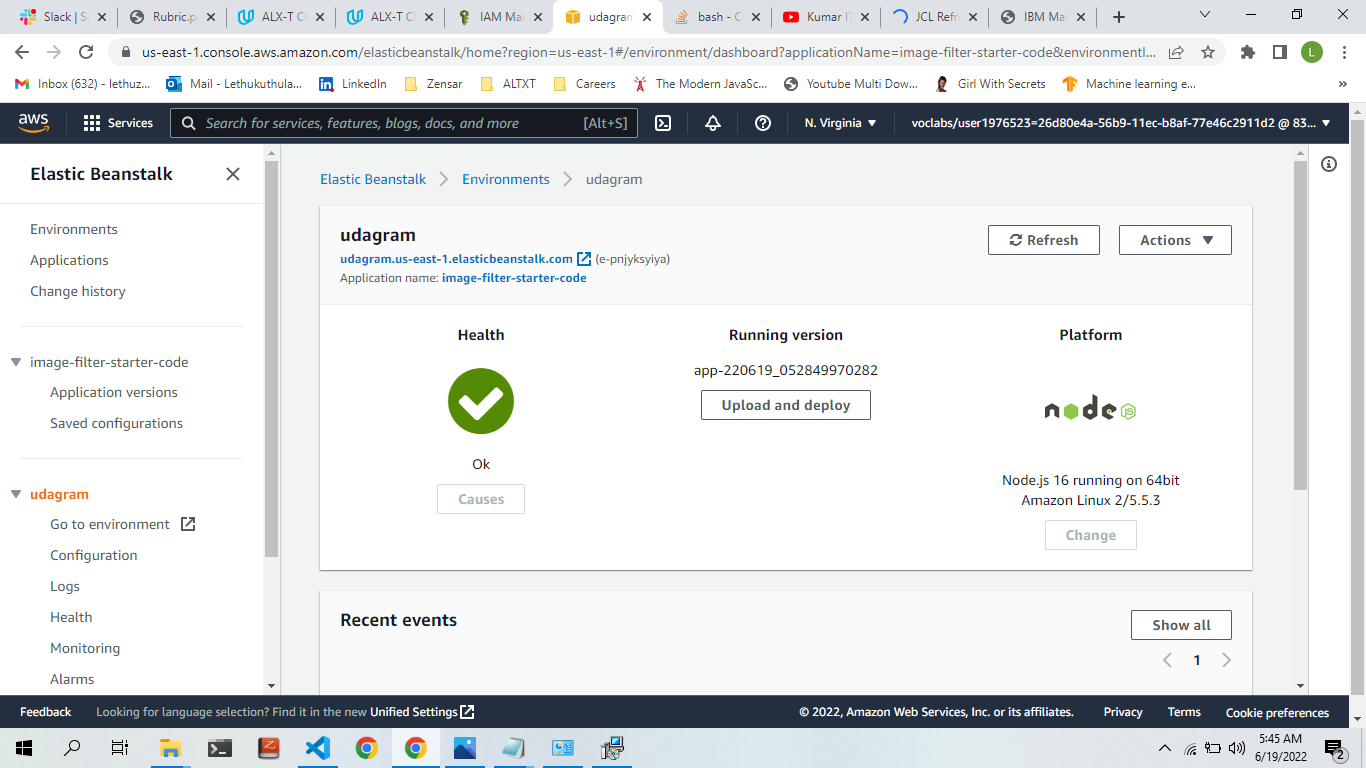 Slack | S
Rubric.p
ALX-T C
ALX-T C
IAM Ma
udagram
bash - C
Kumar I
JCL Refr
IBM Mai
us-east-1.console.aws.amazon.com/elasticbeanstalk/home?region=us-east-1#/environment/dashboard?applicationName=image-filter-starter-code&environmentI...
L
Inbox (632) - lethuz...
Mail - Lethukuthula...
LinkedIn
Zensar
ALTXT
Careers
The Modern JavaSc...
Youtube Multi Dow...
Girl With Secrets
Machine learning e...
»
aws
Services
Search for services, features, blogs, docs, and more
[Alt+S]
N. Virginia
voclabs/user1976523=26d80e4a-56b9-11ec-b8af-77e46c2911d2 @ 83...
Elastic Beanstalk
Environments
Applications
Change history
image-filter-starter-code
Application versions
Saved configurations
udagram
Go to environment
Configuration
Logs
Health
Monitoring
Alarms
Elastic Beanstalk
Environments
udagram
udagram
udagram.us-east-1.elasticbeanstalk.com (e-pnjyksyiya)
Application name: image-filter-starter-code
Refresh
Actions
Health
Ok
Causes
Running version
app-220619_052849970282
Upload and deploy
Platform
node JS
Node.js 16 running on 64bit
Amazon Linux 2/5.5.3
Change
Recent events
Show all
1
Feedback
Looking for language selection? Find it in the new Unified Settings
© 2022, Amazon Web Services, Inc. or its affiliates.
Privacy
Terms
Cookie preferences
5:45 AM
6/19/2022
2